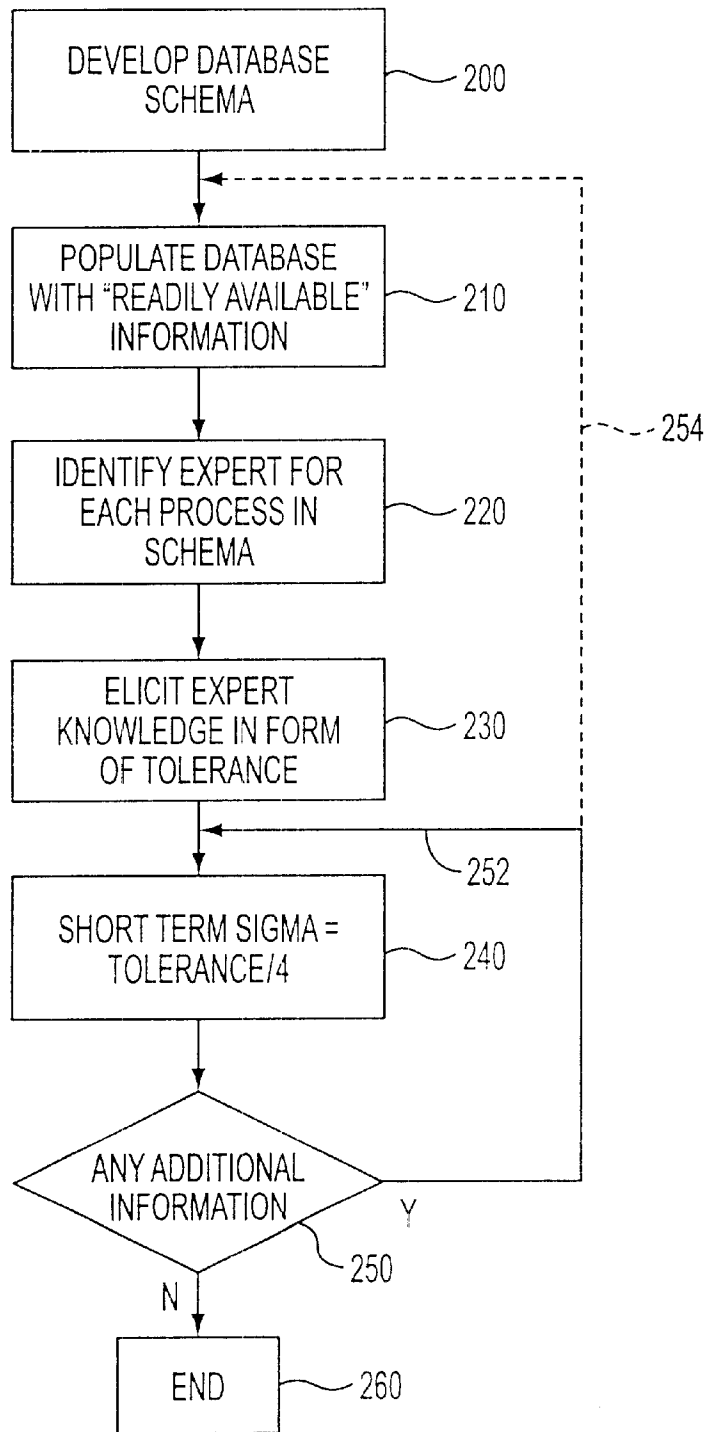 DEVELOP DATABASE
SCHEMA
200
POPULATE DATABASE
WITH “READILY AVAILABLE”
INFORMATION
210
254
IDENTIFY EXPERT FOR
EACH PROCESS IN
SCHEMA
220
ELICIT EXPERT
KNOWLEDGE IN FORM
OF TOLERANCE
230
252
SHORT TERM SIGMA =
TOLERANCE/4
240
ANY ADDITIONAL
INFORMATION
Y
250
N
END
260